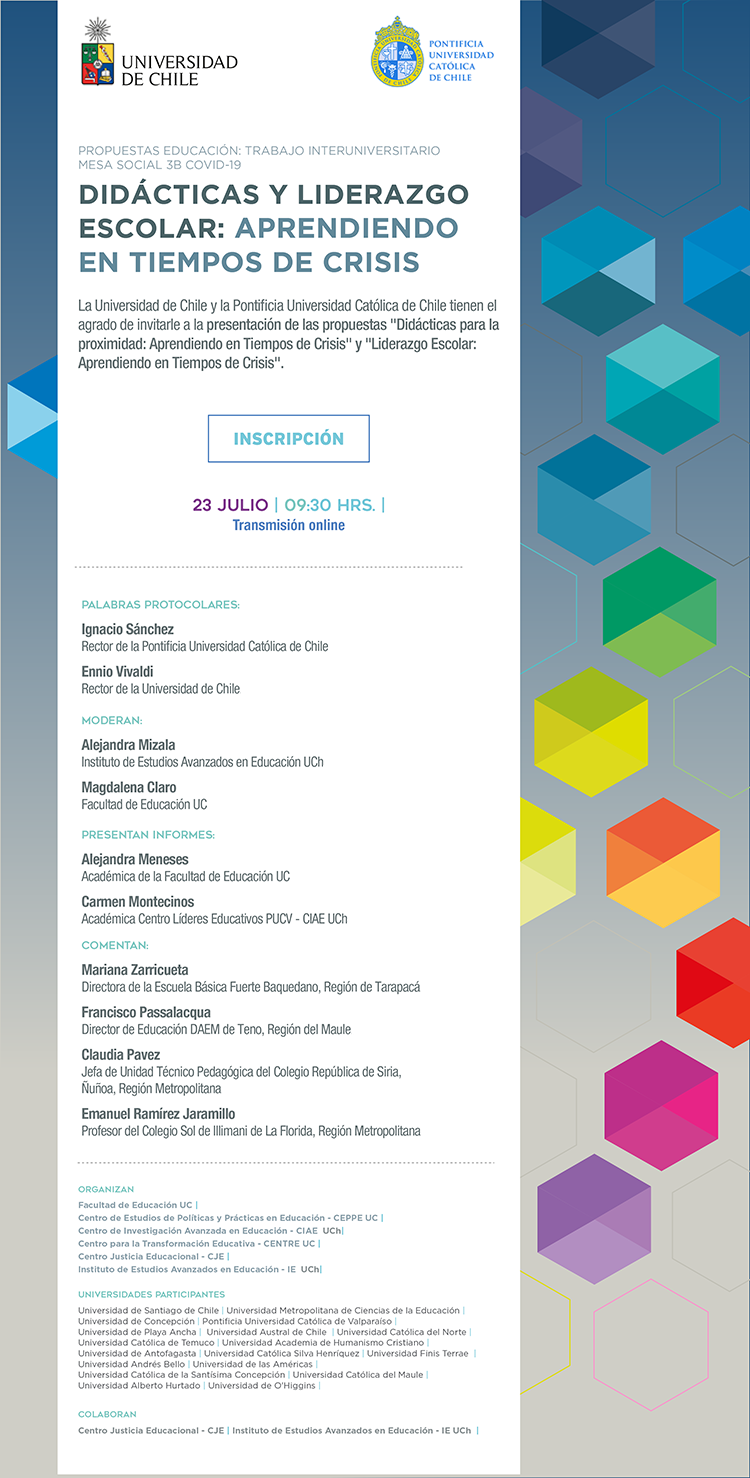 UNIVERSIDAD
DE CHILE
PONTIFICIA
UNIVERSIDAD
CATÓLICA
DE CHILE
PROPUESTAS EDUCACIÓN: TRABAJO INTERUNIVERSITARIO
MESA SOCIAL 3B COVID-19
DIDÁCTICAS Y LIDERAZGO
ESCOLAR: APRENDIENDO
EN TIEMPOS DE CRISIS
La Universidad de Chile y la Pontificia Universidad Católica de Chile tienen el
agrado de invitarle a la presentación de las propuestas "Didácticas para la
proximidad: Aprendiendo en Tiempos de Crisis" y "Liderazgo Escolar:
Aprendiendo en Tiempos de Crisis".
INSCRIPCIÓN
23 JULIO | 09:30 HRS. |
Transmisión online
PALABRAS PROTOCOLARES:
Ignacio Sánchez
Rector de la Pontificia Universidad Católica de Chile
Ennio Vivaldi
Rector de la Universidad de Chile
MODERAN:
Alejandra Mizala
Instituto de Estudios Avanzados en Educación UCh
Magdalena Claro
Facultad de Educación UC
PRESENTAN INFORMES:
Alejandra Meneses
Académica de la Facultad de Educación UC
Carmen Montecinos
Académica Centro Líderes Educativos PUCV - CIAE UCh
COMENTAN:
Mariana Zarricueta
Directora de la Escuela Básica Fuerte Baquedano, Región de Tarapacá
Francisco Passalacqua
Director de Educación DAEM de Teno, Región del Maule
Claudia Pavez
Jefa de Unidad Técnico Pedagógica del Colegio República de Siria,
Ñuñoa, Región Metropolitana
Emanuel Ramírez Jaramillo
Profesor del Colegio Sol de Illimani de La Florida, Región Metropolitana
ORGANIZAN
Facultad de Educación UC |
Centro de Estudios de Políticas y Prácticas en Educación - CEPPE UC |
Centro de Investigación Avanzada en Educación - CIAE UCh|
Centro para la Transformación Educativa - CENTRE UC |
Centro Justicia Educacional - CJE |
Instituto de Estudios Avanzados en Educación - IE UCh|
UNIVERSIDADES PARTICIPANTES
Universidad de Santiago de Chile | Universidad Metropolitana de Ciencias de la Educación |
Universidad de Concepción | Pontificia Universidad Católica de Valparaíso |
Universidad de Playa Ancha | Universidad Austral de Chile | Universidad Católica del Norte |
Universidad Católica de Temuco | Universidad Academia de Humanismo Cristiano |
Universidad de Antofagasta | Universidad Católica Silva Henríquez | Universidad Finis Terrae |
Universidad Andrés Bello | Universidad de las Américas |
Universidad Católica de la Santísima Concepción | Universidad Católica del Maule |
Universidad Alberto Hurtado | Universidad de O'Higgins |
COLABORAN
Centro Justicia Educacional - CJE | Instituto de Estudios Avanzados en Educación - IE UCh |